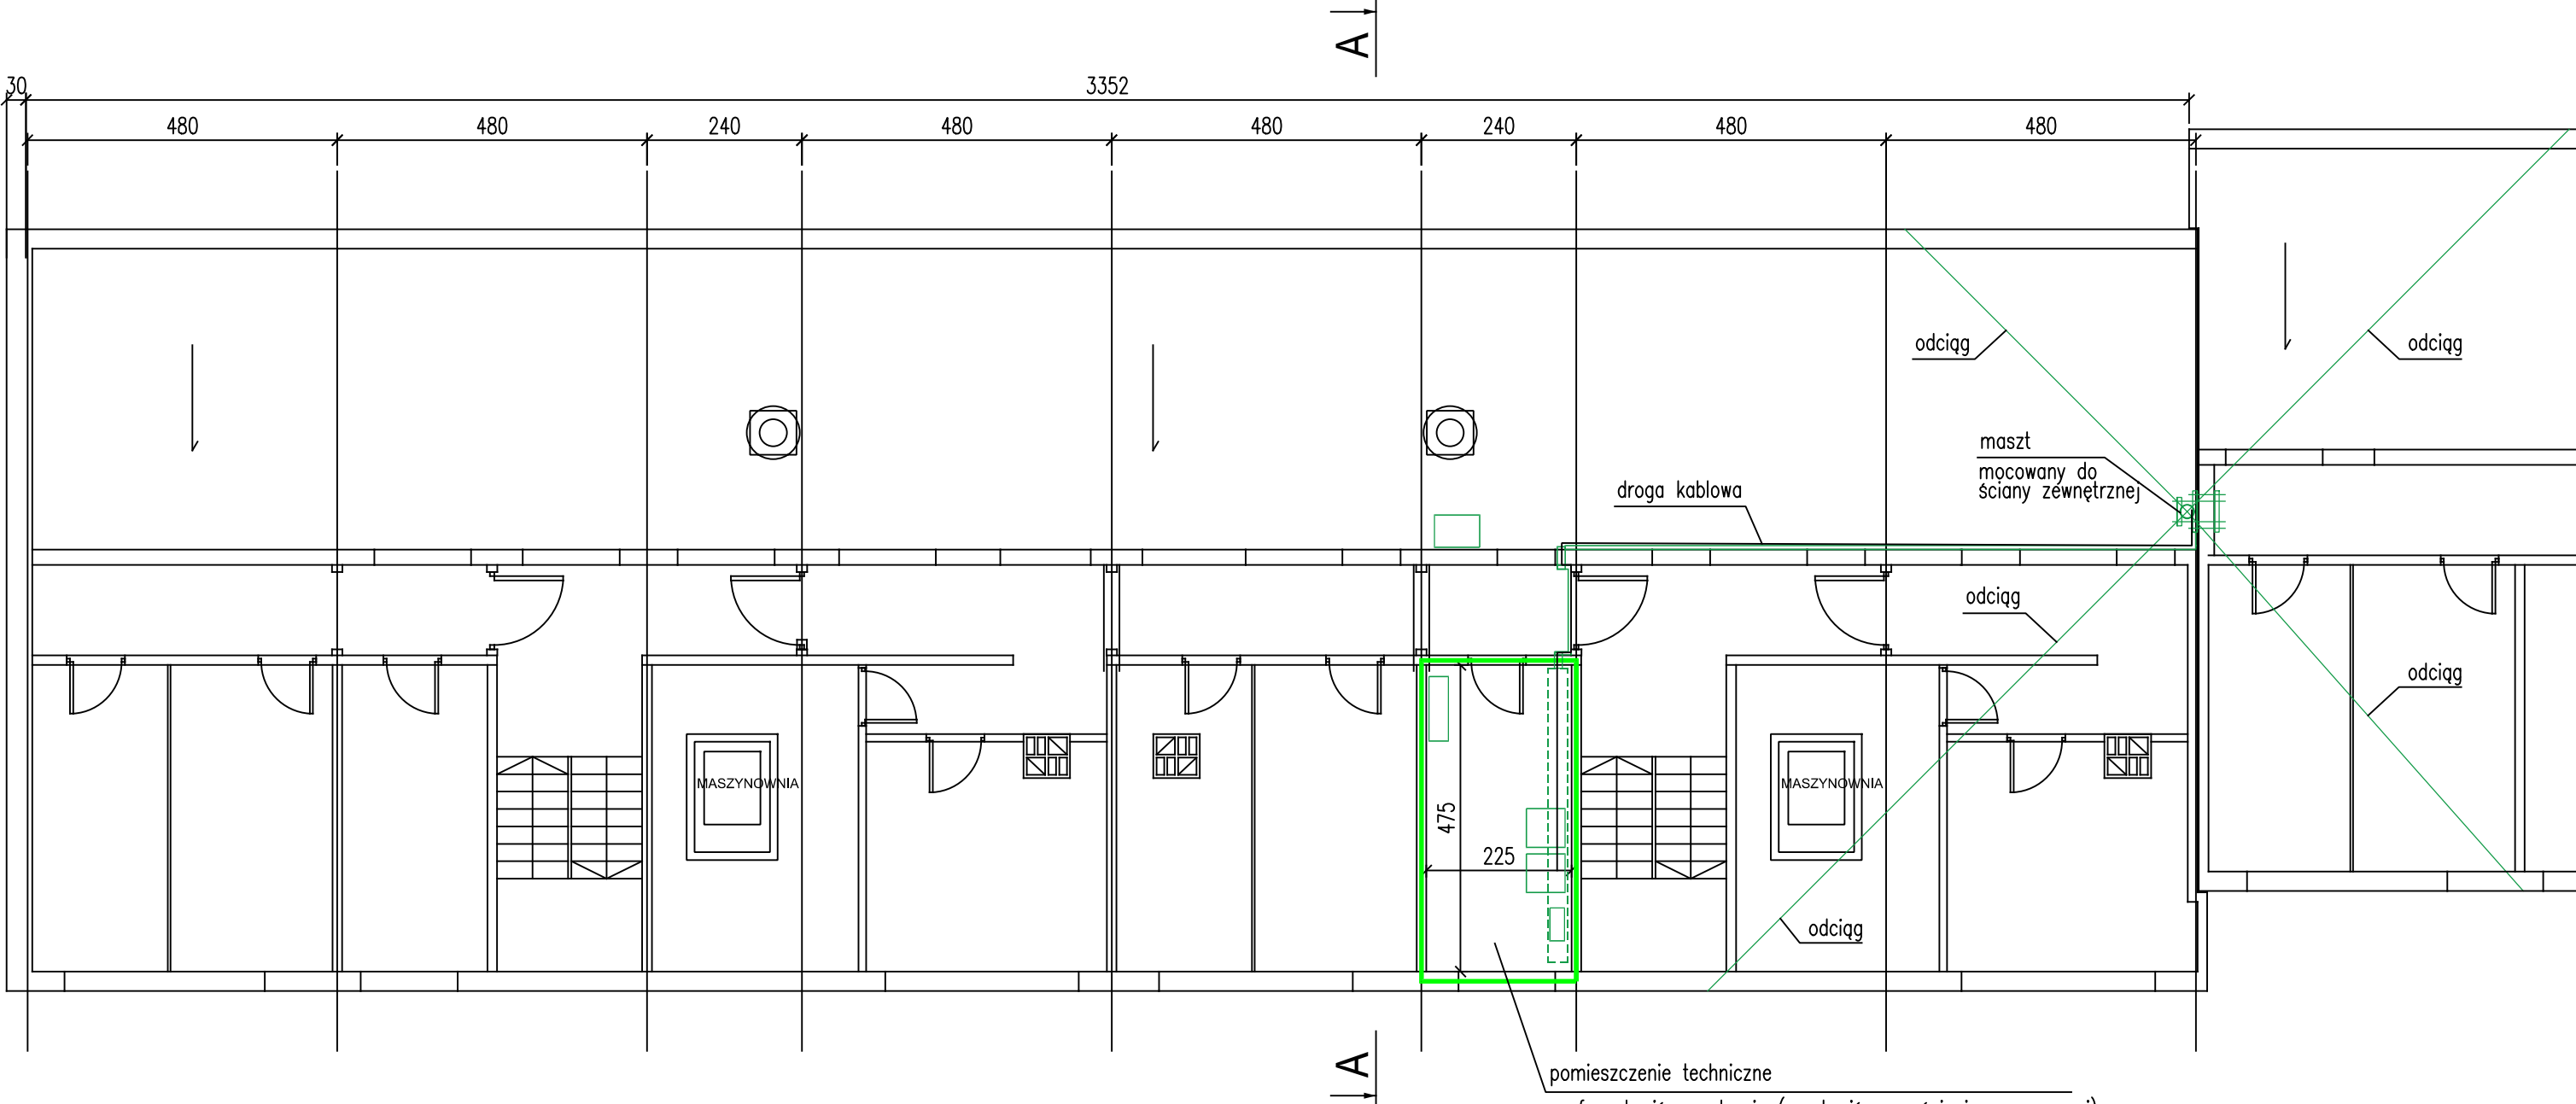 A
30
3352
480
480
240
480
480
240
480
480
odciąg
odciąg
maszt
mocowany do
ściany zewnętrznej
droga kablowa
odciąg
odciąg
MASZYNOWNIA
MASZYNOWNIA
475
225
odciąg
A
pomieszczenie techniczne